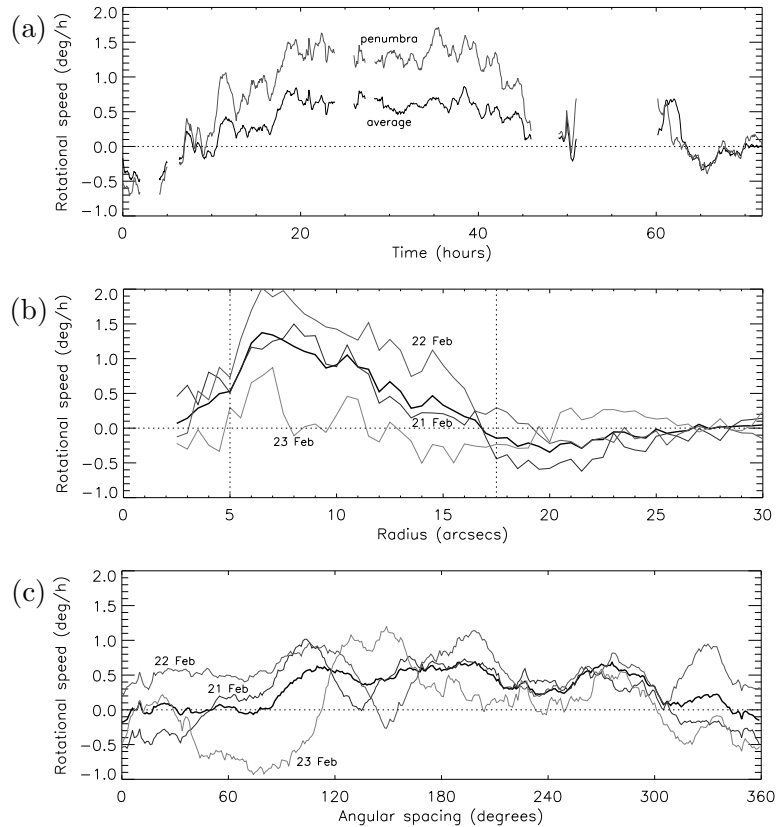 (a)
Rotational speed (deg/h)
2.0
1.5
1.0
0.5
0.0
−0.5
−1.0
penumbra
average
0 20 40 60
Time (hours)
(b)
Rotational speed (deg/h)
2.0
1.5
1.0
0.5
0.0
−0.5
−1.0
22 Feb
21 Feb
23 Feb
0 5 10 15 20 25 30
Radius (arcsecs)
(c)
Rotational speed (deg/h)
2.0
1.5
1.0
0.5
0.0
−0.5
−1.0
22 Feb
21 Feb
23 Feb
0 60 120 180 240 300 360
Angular spacing (degrees)